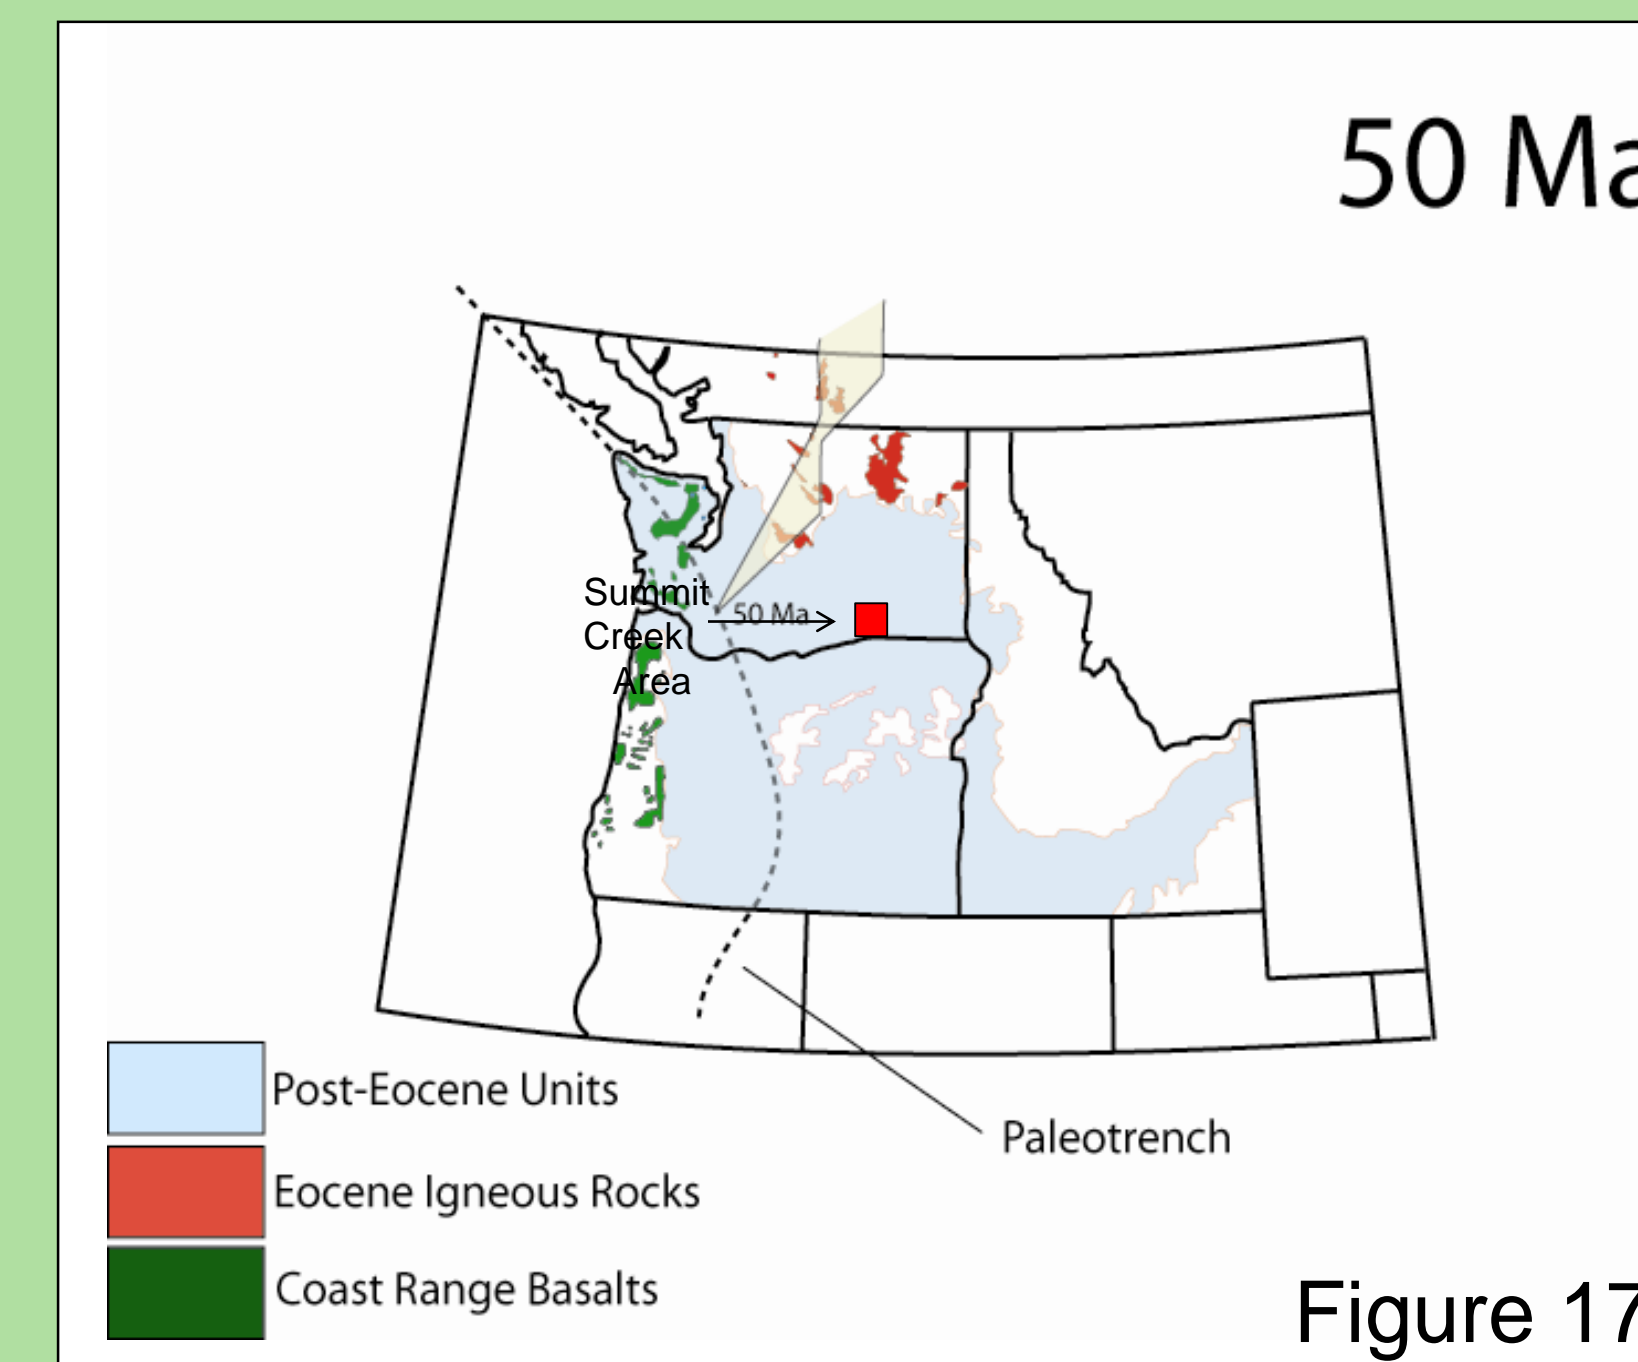 50 Ma
Summit
Creek
Area
50 Ma
Post-Eocene Units
Eocene Igneous Rocks
Coast Range Basalts
Paleotrench
Figure 17